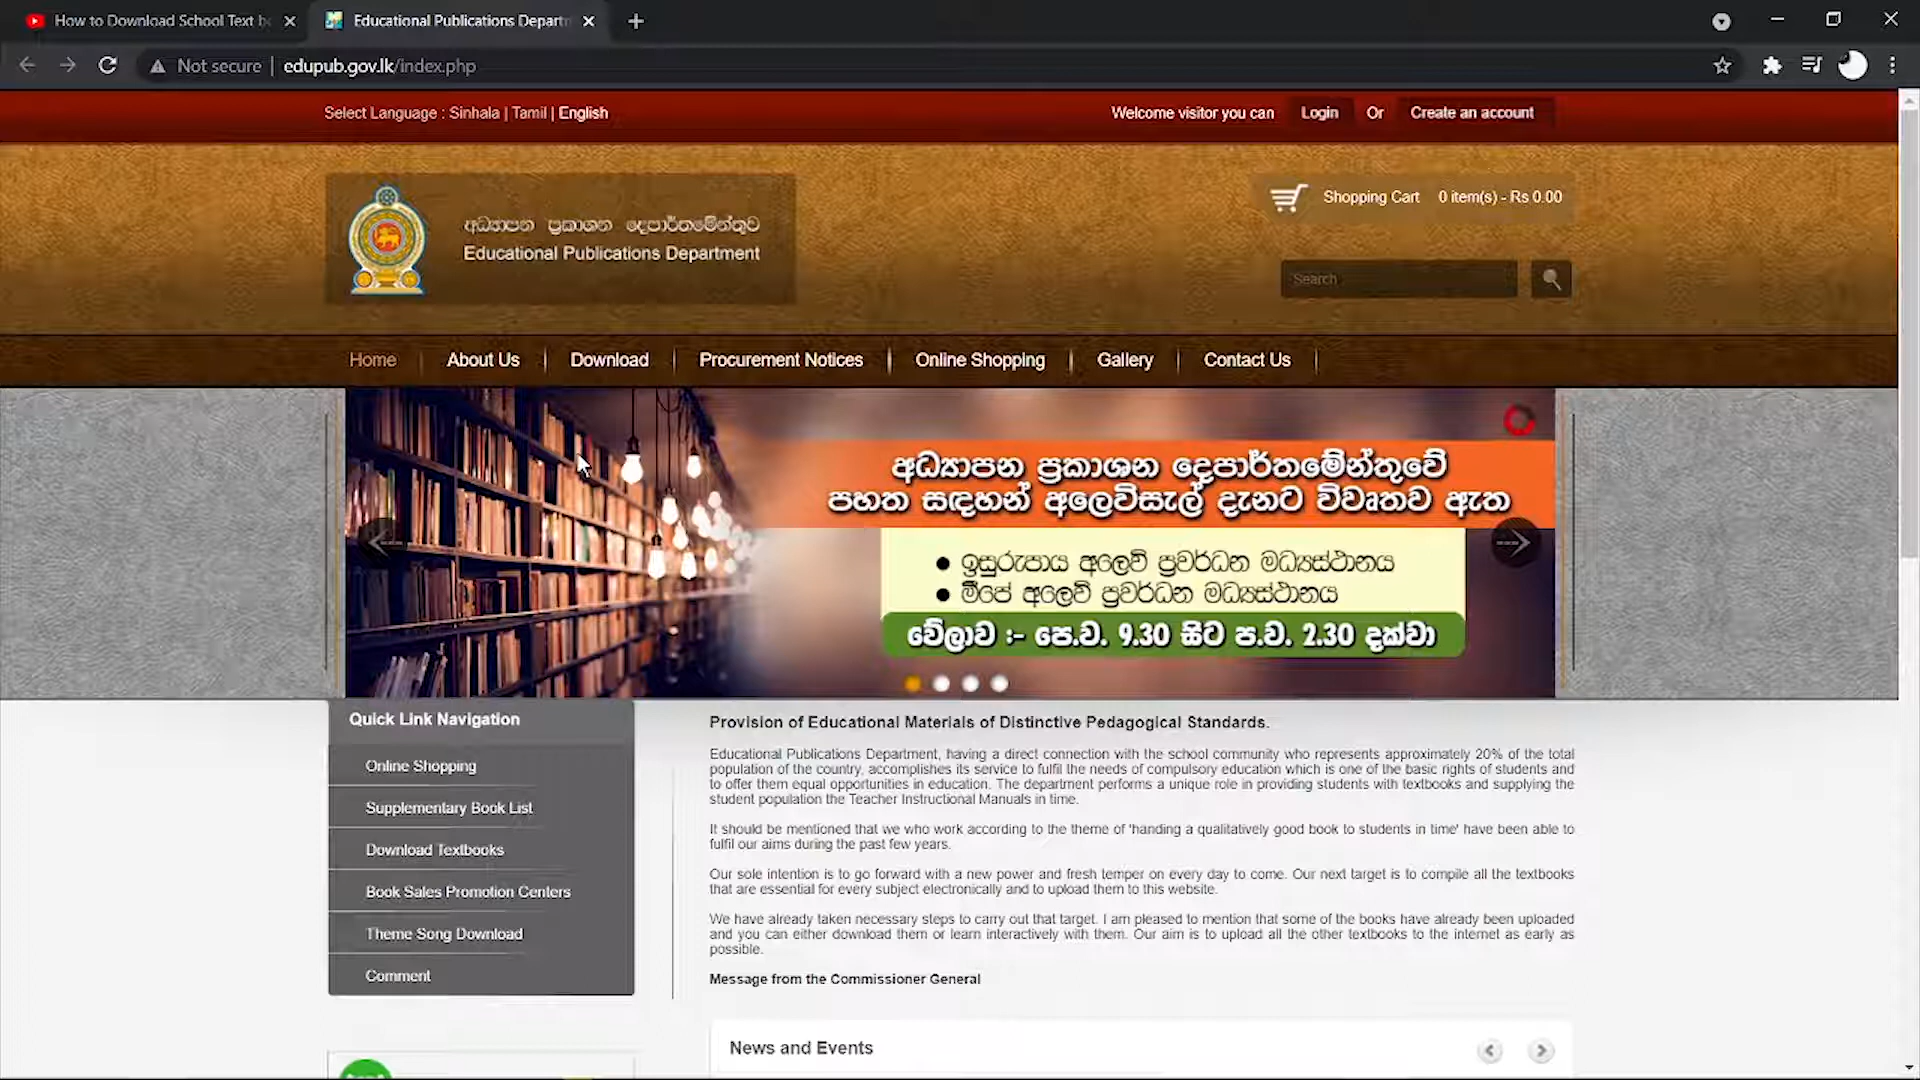 How to Download School Text b
Educational Publications Depart
Not secure
edupub.gov.lk/index.php
Select Language : Sinhala | Tamil | English
Welcome visitor you can
Login
Or
Create an account
අධ්‍යාපන ප්‍රකාශන දෙපාර්තමේන්තුව
Educational Publications Department
Shopping Cart
0 item(s) - Rs 0.00
Search
Home
About Us
Download
Procurement Notices
Online Shopping
Gallery
Contact Us
අධ්‍යාපන ප්‍රකාශන දෙපාර්තමේන්තුවේ
පහත සඳහන් අලෙවිසැල් දැනට විවෘතව ඇත
● ඉසුරුපාය අලෙවි ප්‍රවර්ධන මධ්‍යස්ථානය
● මීපේ අලෙවි ප්‍රවර්ධන මධ්‍යස්ථානය
වේලාව :- පෙ.ව. 9.30 සිට ප.ව. 2.30 දක්වා
Quick Link Navigation
Online Shopping
Supplementary Book List
Download Textbooks
Book Sales Promotion Centers
Theme Song Download
Comment
Provision of Educational Materials of Distinctive Pedagogical Standards.
Educational Publications Department, having a direct connection with the school community who represents approximately 20% of the total
population of the country, accomplishes its service to fulfil the needs of compulsory education which is one of the basic rights of students and
to offer them equal opportunities in education. The department performs a unique role in providing students with textbooks and supplying the
student population the Teacher Instructional Manuals in time.
It should be mentioned that we who work according to the theme of 'handing a qualitatively good book to students in time' have been able to
fulfil our aims during the past few years.
Our sole intention is to go forward with a new power and fresh temper on every day to come. Our next target is to compile all the textbooks
that are essential for every subject electronically and to upload them to this website.
We have already taken necessary steps to carry out that target. I am pleased to mention that some of the books have already been uploaded
and you can either download them or learn interactively with them. Our aim is to upload all the other textbooks to the internet as early as
possible.
Message from the Commissioner General
News and Events